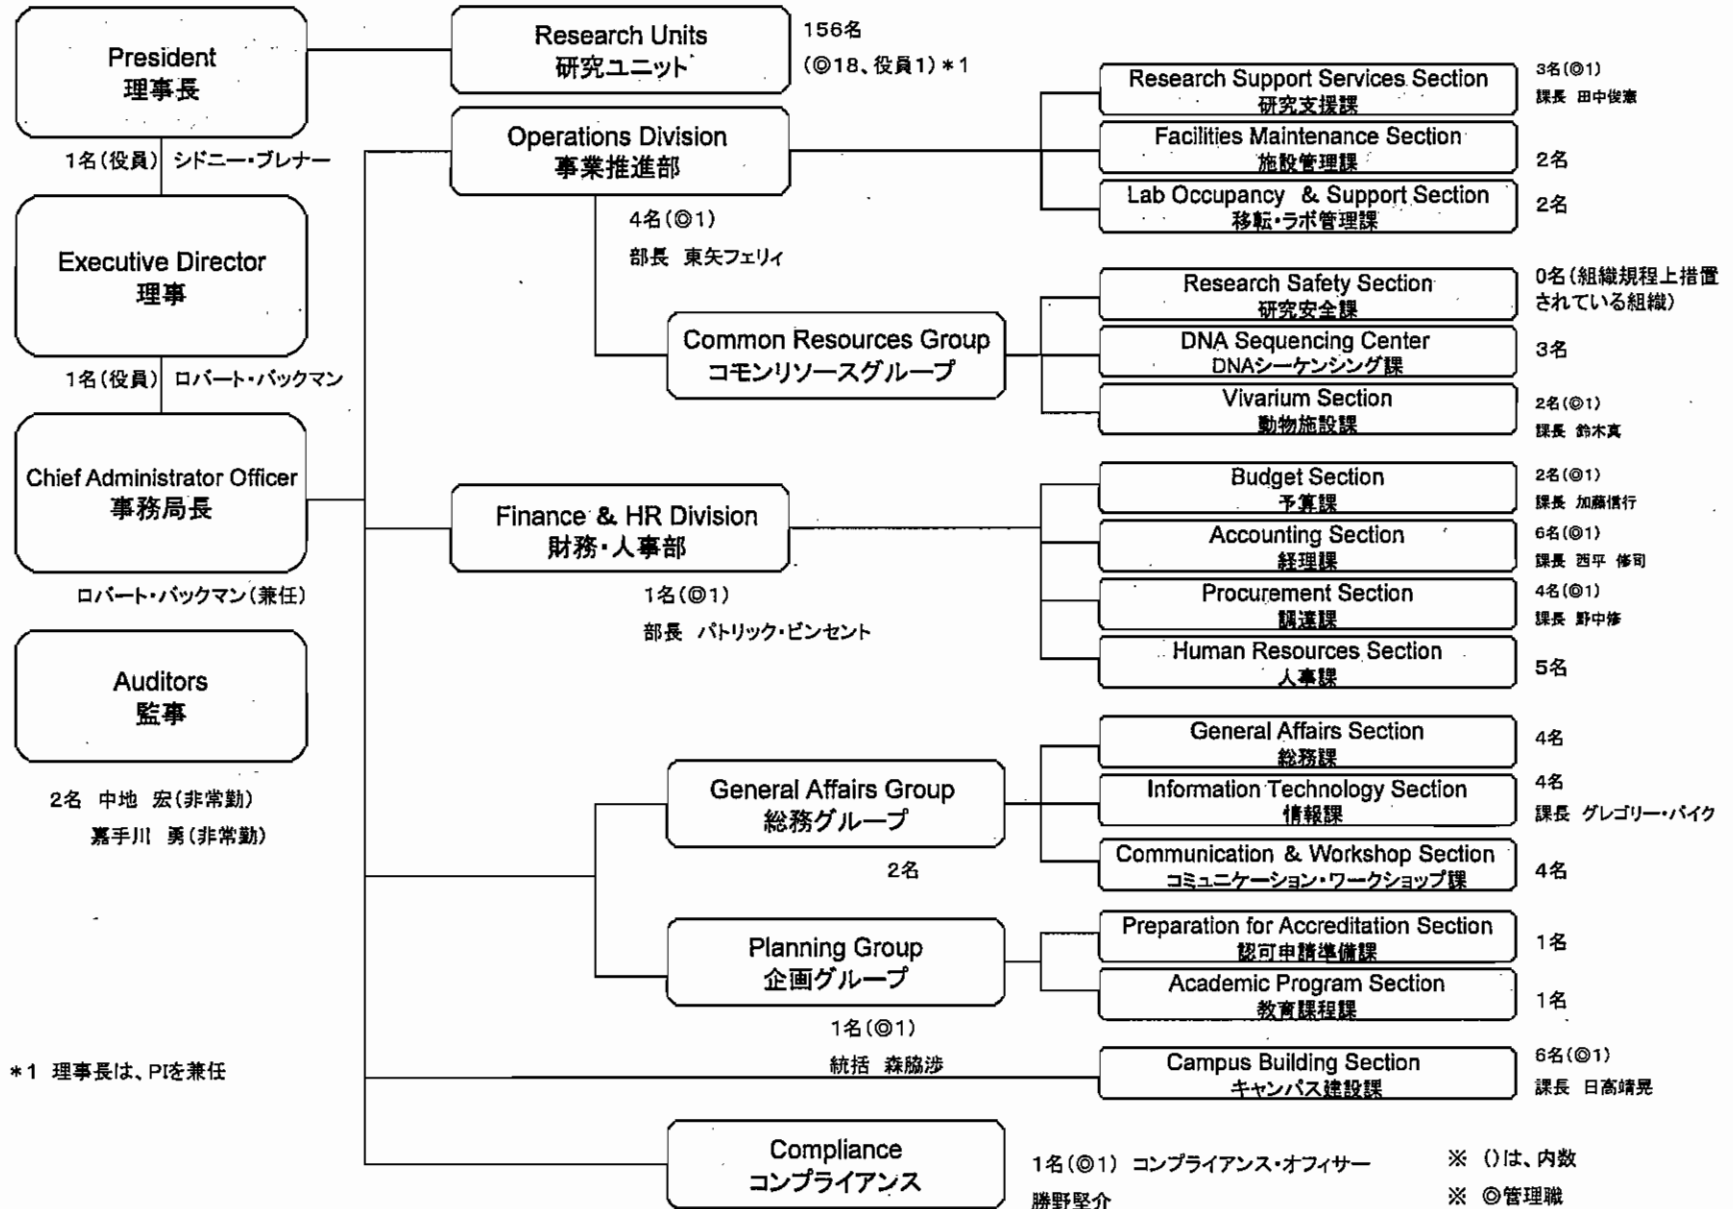 President
理事長
1名(役員) シドニー・ブレナー
Executive Director
理事
1名(役員) ロバート・バックマン
Chief Administrator Officer
事務局長
ロバート・バックマン(兼任)
Auditors
監事
2名 中地 宏(非常勤)
嘉手川 勇(非常勤)
*1 理事長は、PIを兼任
Research Units
研究ユニット
156名
(◎18、役員1)*1
Operations Division
事業推進部
4名(◎1)
部長 東矢フェリィ
Common Resources Group
コモンリソースグループ
Finance & HR Division
財務・人事部
1名(◎1)
部長 パトリック・ビンセント
General Affairs Group
総務グループ
2名
Planning Group
企画グループ
1名(◎1)
統括 森脇渉
Compliance
コンプライアンス
1名(◎1) コンプライアンス・オフィサー
勝野堅介
Research Support Services Section
研究支援課
3名(◎1)
課長 田中俊憲
Facilities Maintenance Section
施設管理課
2名
Lab Occupancy & Support Section
移転・ラボ管理課
2名
Research Safety Section
研究安全課
0名(組織規程上措置
されている組織)
DNA Sequencing Center
DNAシーケンシング課
3名
Vivarium Section
動物施設課
2名(◎1)
課長 鈴木真
Budget Section
予算課
2名(◎1)
課長 加藤信行
Accounting Section
経理課
6名(◎1)
課長 西平 修司
Procurement Section
調達課
4名(◎1)
課長 野中修
Human Resources Section
人事課
5名
General Affairs Section
総務課
4名
Information Technology Section
情報課
4名
課長 グレゴリー・パイク
Communication & Workshop Section
コミュニケーション・ワークショップ課
4名
Preparation for Accreditation Section
認可申請準備課
1名
Academic Program Section
教育課程課
1名
Campus Building Section
キャンパス建設課
6名(◎1)
課長 日高靖晃
※ ()は、内数
※ ◎管理職